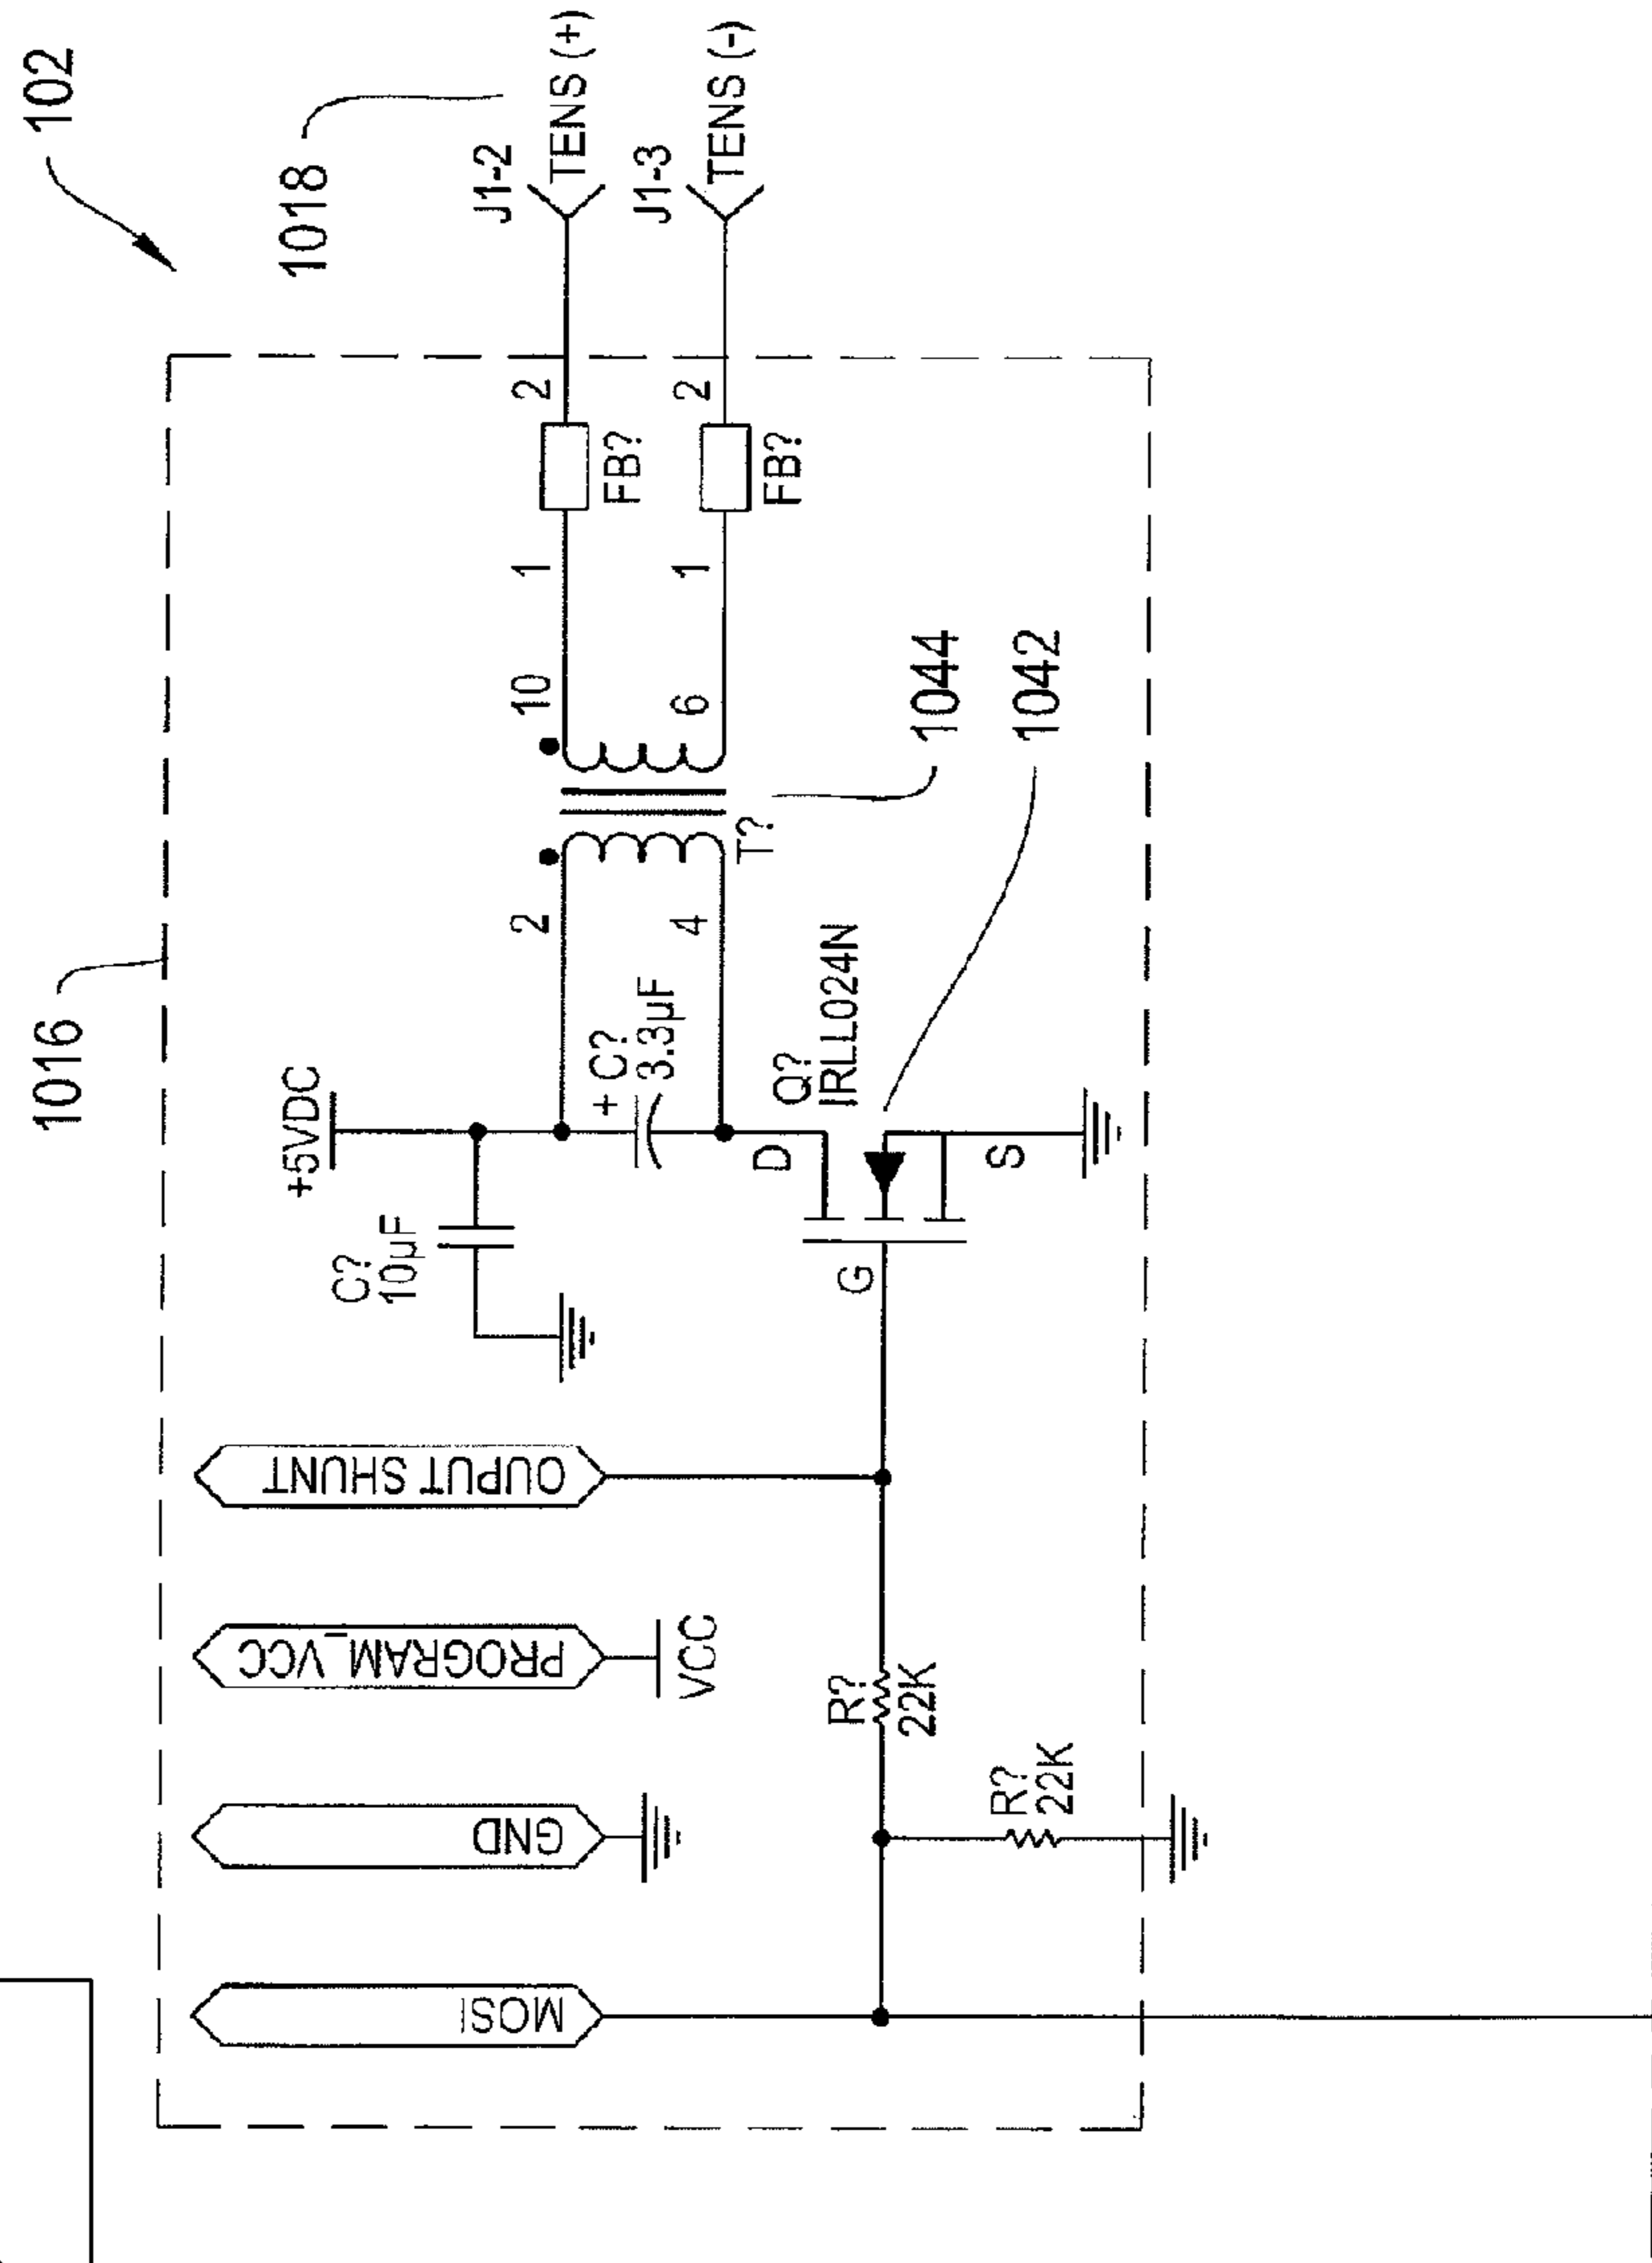 102
1016
1018
+5VDC
C?
10µF
+ C?
3.3µF
2
4
T?
10
6
1
2
FB?
1
2
FB?
J1-2
TENS (+)
J1-3
TENS (-)
1044
1042
Q?
IRLL024N
D
G
S
MOSI
GND
PROGRAM_VCC
VCC
OUPUT SHUNT
R?
22K
R?
22K